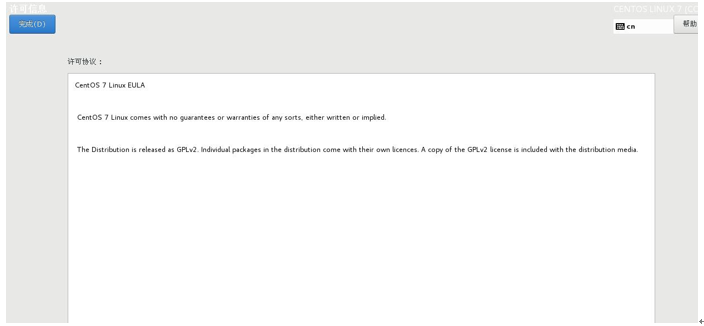 许可信息
CENTOS LINUX 7 (CO
完成(D)
cn
帮助
许可协议：
CentOS 7 Linux EULA
CentOS 7 Linux comes with no guarantees or warranties of any sorts, either written or implied.
The Distribution is released as GPLv2. Individual packages in the distribution come with their own licences. A copy of the GPLv2 license is included with the distribution media.